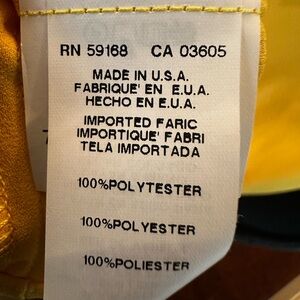 RN 59168 CA 03605
MADE IN U.S.A.
FABRIQUE' EN E.U.A.
HECHO EN E.U.A.
IMPORTED FARIC
IMPORTIQUE' FABRI
TELA IMPORTADA
100%POLYTESTER
100%POLYESTER
100%POLIESTER